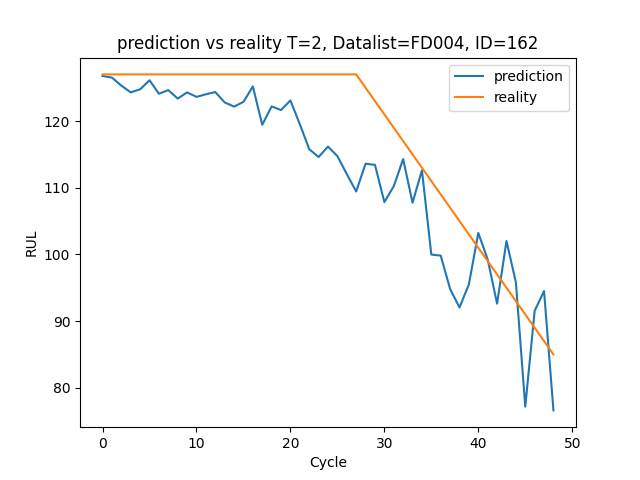 prediction vs reality T=2, Datalist=FD004, ID=162
prediction
reality
RUL
120
110
100
90
80
0 10 20 30 40 50
Cycle